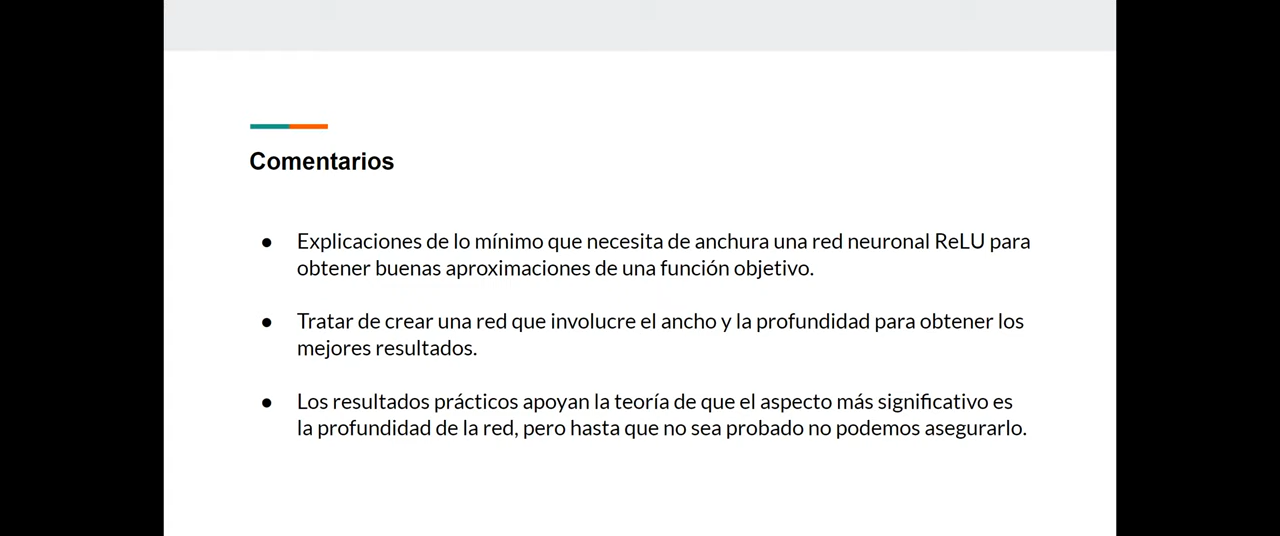 Comentarios
● Explicaciones de lo mínimo que necesita de anchura una red neuronal ReLU para
obtener buenas aproximaciones de una función objetivo.
● Tratar de crear una red que involucre el ancho y la profundidad para obtener los
mejores resultados.
● Los resultados prácticos apoyan la teoría de que el aspecto más significativo es
la profundidad de la red, pero hasta que no sea probado no podemos asegurarlo.